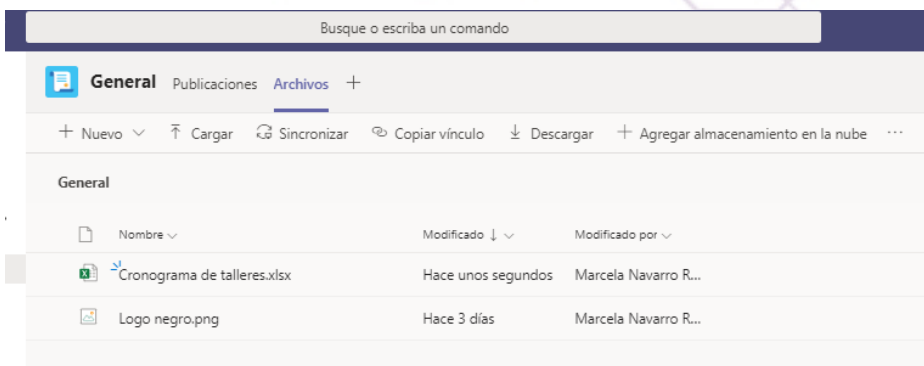 Busque o escriba un comando
General Publicaciones Archivos +
+ Nuevo Cargar Sincronizar Copiar vínculo Descargar + Agregar almacenamiento en la nube ...
General
Nombre Modificado ↓ Modificado por
Cronograma de talleres.xlsx Hace unos segundos Marcela Navarro R...
Logo negro.png Hace 3 días Marcela Navarro R...